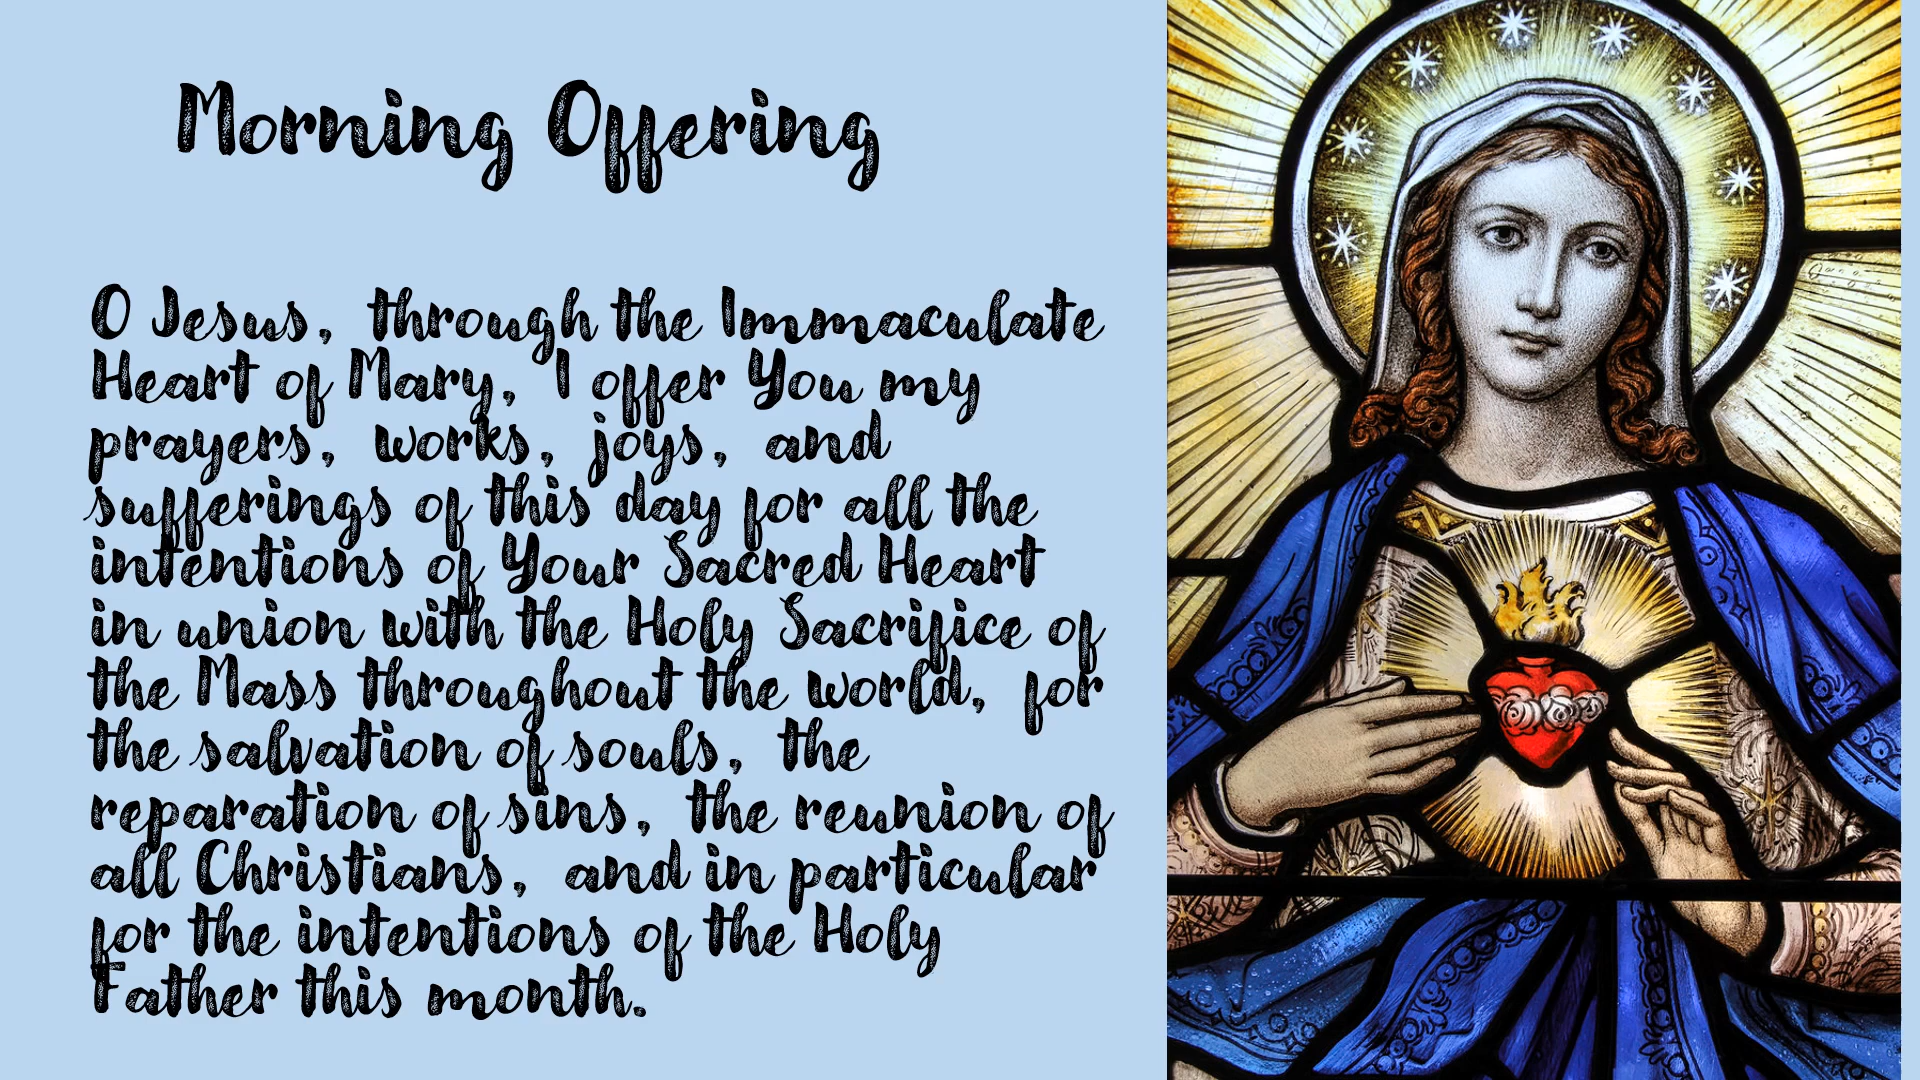 Morning Offering
O Jesus, through the Immaculate
Heart of Mary, I offer You my
prayers, works, joys, and
sufferings of this day for all the
intentions of Your Sacred Heart
in union with the Holy Sacrifice of
the Mass throughout the world, for
the salvation of souls, the
reparation of sins, the reunion of
all Christians, and in particular
for the intentions of the Holy
Father this month.